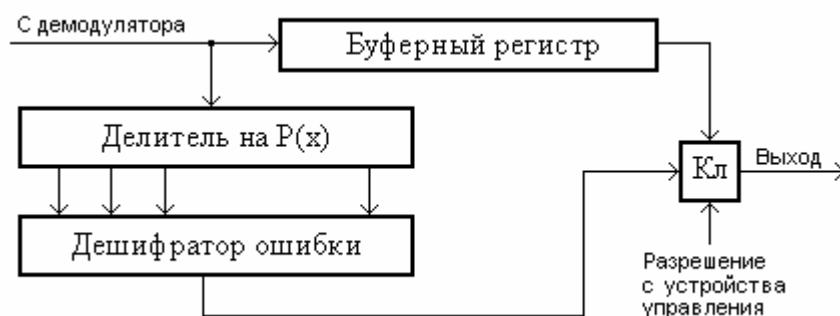 С демодулятора
Буферный регистр
Делитель на P(x)
Кл
Выход
Дешифратор ошибки
Разрешение
с устройства
управления